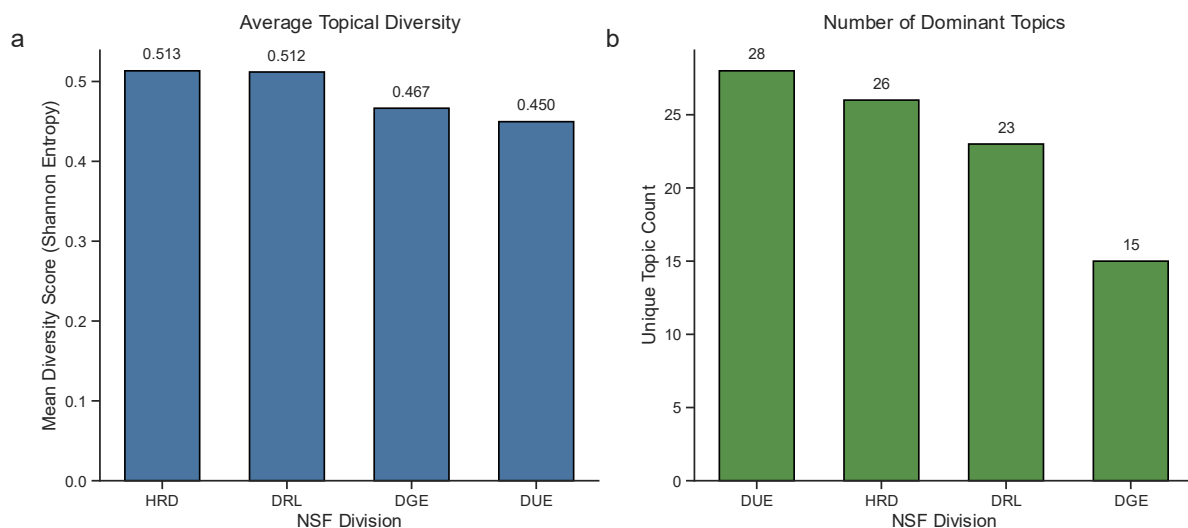 a
Average Topical Diversity
Mean Diversity Score (Shannon Entropy)
0.5
0.4
0.3
0.2
0.1
0.0
0.513
0.512
0.467
0.450
HRD
DRL
DGE
DUE
NSF Division
b
Number of Dominant Topics
Unique Topic Count
25
20
15
10
5
0
28
26
23
15
DUE
HRD
DRL
DGE
NSF Division